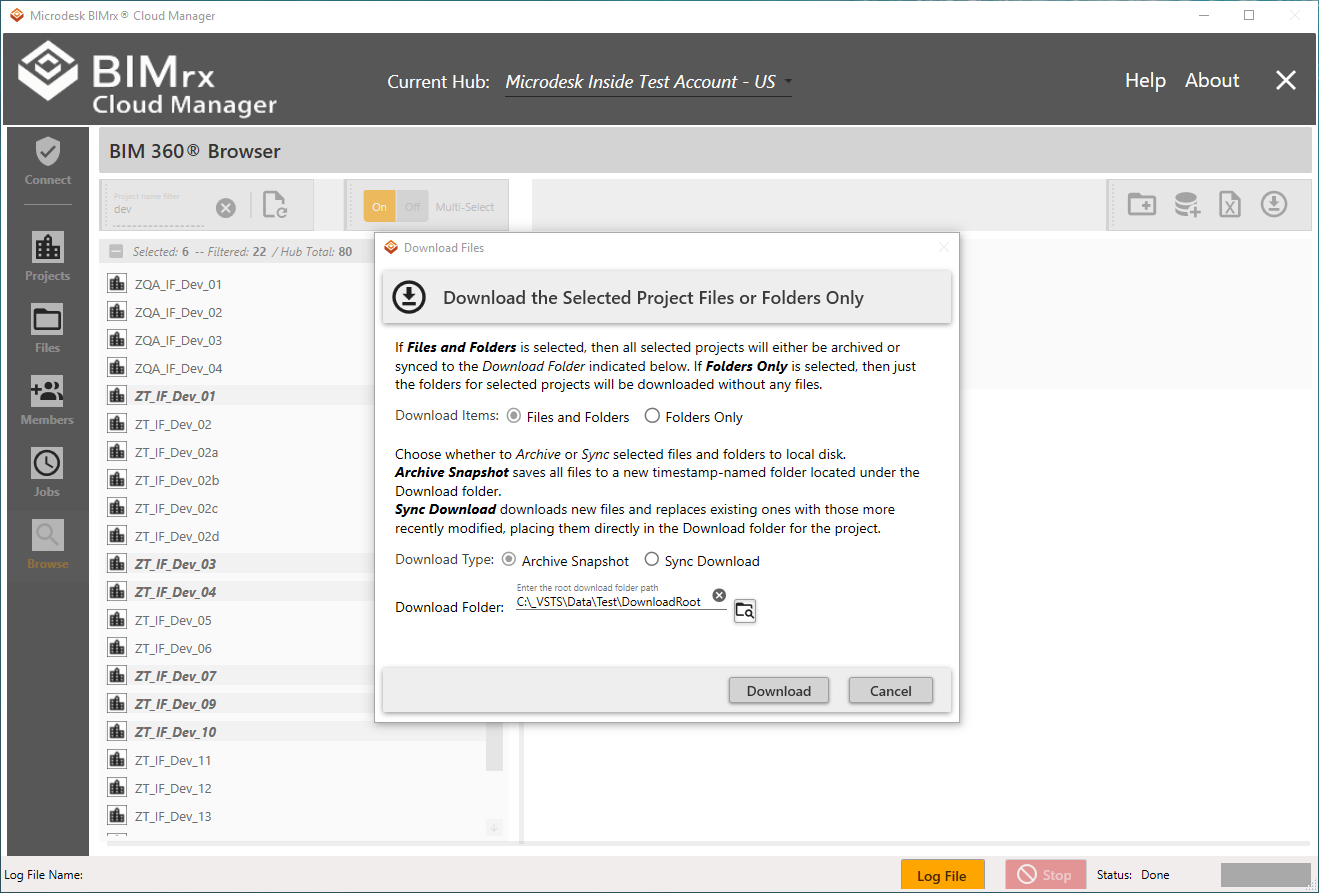 Microdesk BIMrx® Cloud Manager
BIMrx
Cloud Manager
Current Hub: Microdesk Inside Test Account - US
Help About
Connect
Projects
Files
Members
Jobs
Browse
BIM 360® Browser
Project name filter
dev
On Off Multi-Select
Selected: 6 -- Filtered: 22 / Hub Total: 80
ZQA_IF_Dev_01
ZQA_IF_Dev_02
ZQA_IF_Dev_03
ZQA_IF_Dev_04
ZT_IF_Dev_01
ZT_IF_Dev_02
ZT_IF_Dev_02a
ZT_IF_Dev_02b
ZT_IF_Dev_02c
ZT_IF_Dev_02d
ZT_IF_Dev_03
ZT_IF_Dev_04
ZT_IF_Dev_05
ZT_IF_Dev_06
ZT_IF_Dev_07
ZT_IF_Dev_09
ZT_IF_Dev_10
ZT_IF_Dev_11
ZT_IF_Dev_12
ZT_IF_Dev_13
Download Files
Download the Selected Project Files or Folders Only
If Files and Folders is selected, then all selected projects will either be archived or
synced to the Download Folder indicated below. If Folders Only is selected, then just
the folders for selected projects will be downloaded without any files.
Download Items: Files and Folders Folders Only
Choose whether to Archive or Sync selected files and folders to local disk.
Archive Snapshot saves all files to a new timestamp-named folder located under the
Download folder.
Sync Download downloads new files and replaces existing ones with those more
recently modified, placing them directly in the Download folder for the project.
Download Type: Archive Snapshot Sync Download
Enter the root download folder path
Download Folder: C:\_VSTS\Data\Test\DownloadRoot
Download Cancel
Log File Name:
Log File Stop Status: Done